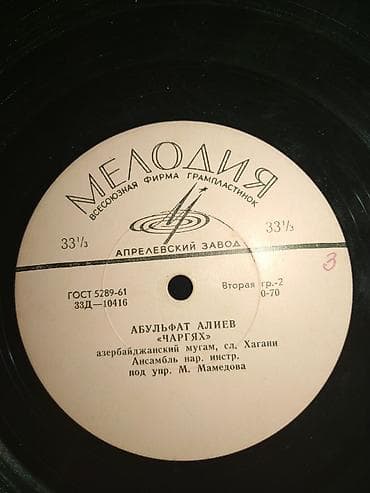 МЕЛОДИЯ
ВСЕСОЮЗНАЯ ФИРМА ГРАМПЛАСТИНОК
33⅓ 33⅓
АПРЕЛЕВСКИЙ ЗАВОД
3
ГОСТ 5289-61 Вторая гр.-2
33Д—10416 0-70
АБУЛЬФАТ АЛИЕВ
«ЧАРГЯХ»
азербайджанский мугам, сл. Хагани
Ансамбль нар. инстр.
под упр. М. Мамедова